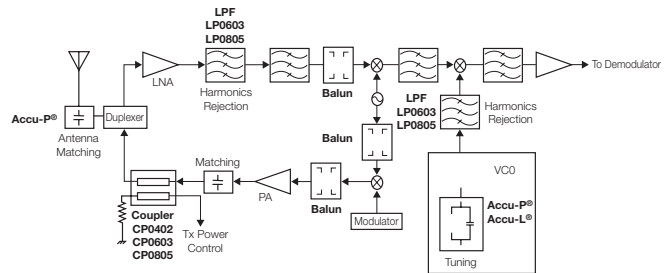 LPF
LP0603
LP0805
LNA
Harmonics
Rejection
Balun
To Demodulator
Accu-P®
Duplexer
Antenna
Matching
LPF
LP0603
LP0805
Harmonics
Rejection
Balun
Matching
VC0
PA
Balun
Modulator
Accu-P®
Accu-L®
Tuning
Coupler
CP0402
CP0603
CP0805
Tx Power
Control